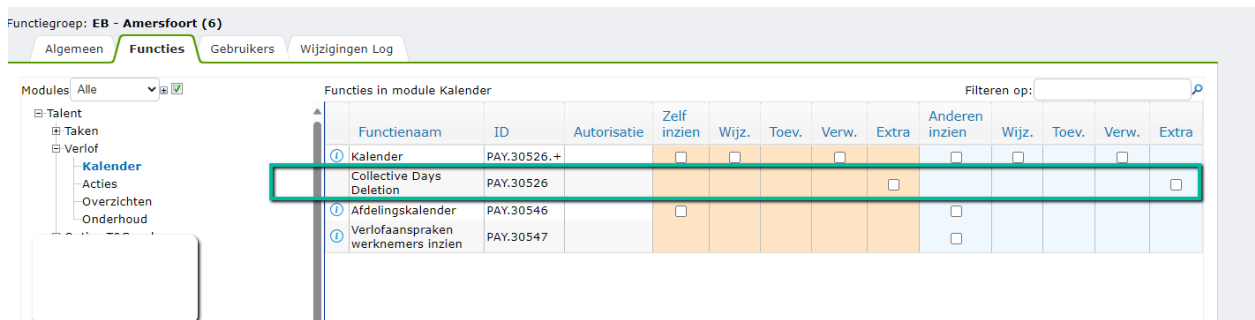 Functiegroep: EB - Amersfoort (6)
Algemeen Functies Gebruikers Wijzigingen Log
Modules Alle
Functies in module Kalender Filteren op:
Talent
Taken
Verlof
Kalender
Acties
Overzichten
Onderhoud
Functienaam ID Autorisatie Zelf inzien Wijz. Toev. Verw. Extra Anderen inzien Wijz. Toev. Verw. Extra
Kalender PAY.30526.+
Collective Days
Deletion PAY.30526
Afdelingskalender PAY.30546
Verlofaanspraken
werknemers inzien PAY.30547